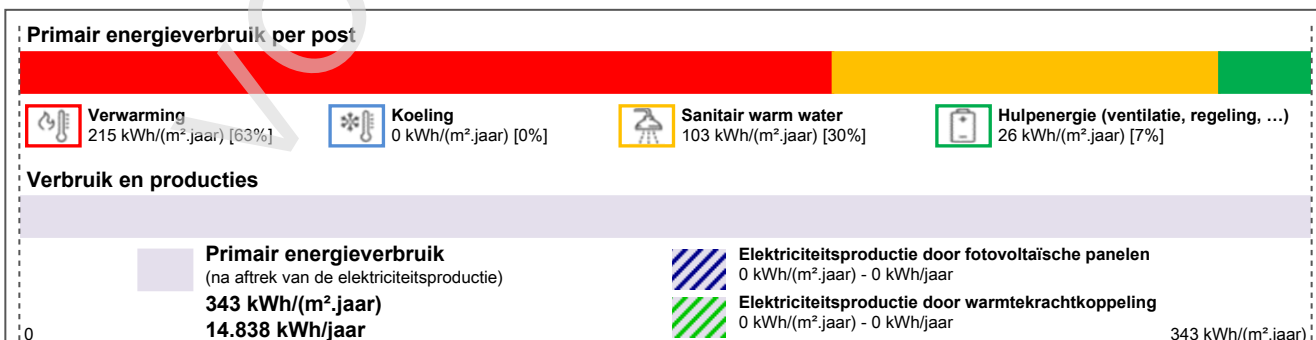 Primair energieverbruik per post
Verwarming
215 kWh/(m².jaar) [63%]
Koeling
0 kWh/(m².jaar) [0%]
Sanitair warm water
103 kWh/(m².jaar) [30%]
Hulpenergie (ventilatie, regeling, …)
26 kWh/(m².jaar) [7%]
Verbruik en producties
Primair energieverbruik
(na aftrek van de elektriciteitsproductie)
343 kWh/(m².jaar)
14.838 kWh/jaar
Elektriciteitsproductie door fotovoltaïsche panelen
0 kWh/(m².jaar) - 0 kWh/jaar
Elektriciteitsproductie door warmtekrachtkoppeling
0 kWh/(m².jaar) - 0 kWh/jaar
0
343 kWh/(m².jaar)